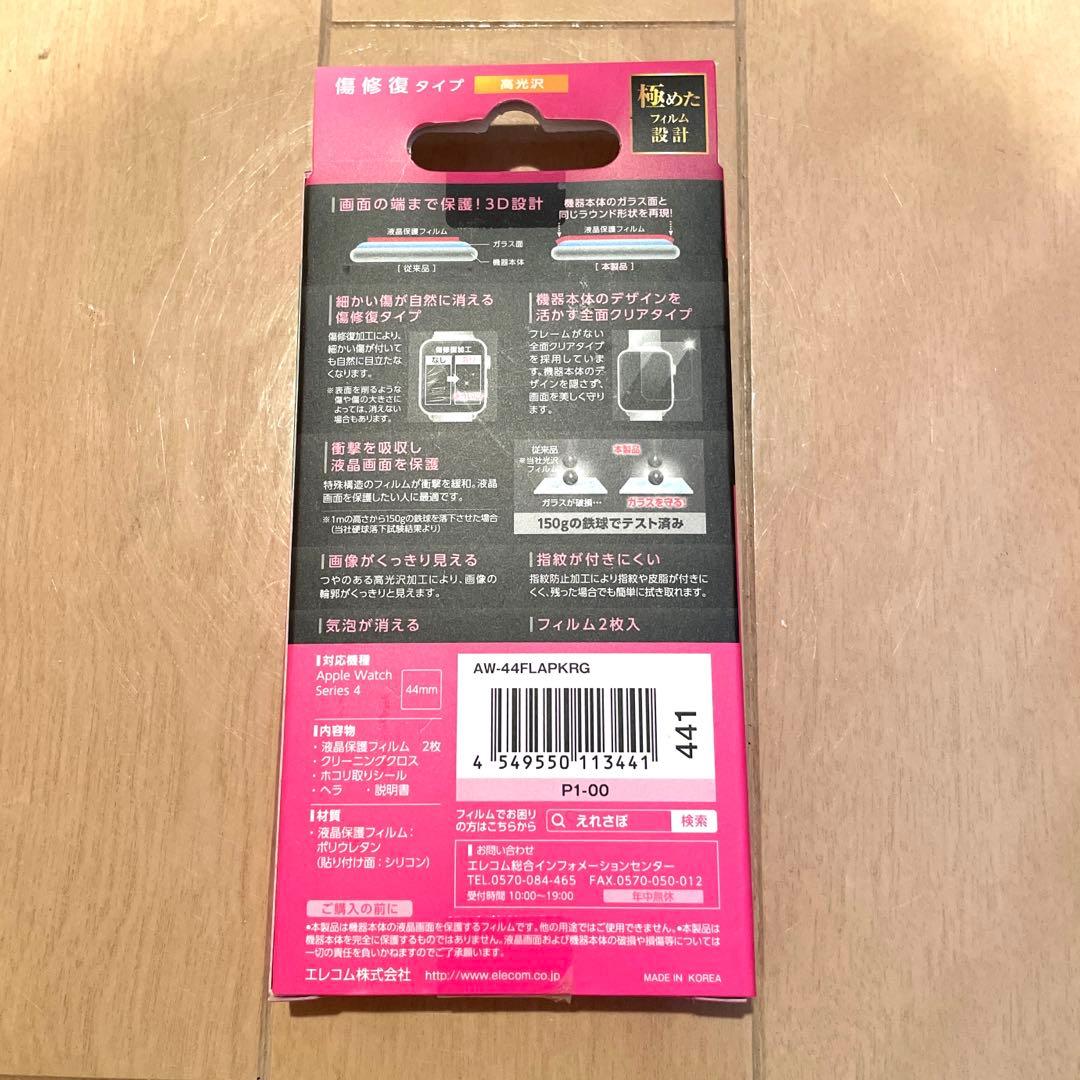 傷修復タイプ 高光沢
極めた
フィルム
設計
画面の端まで保護!3D設計
機器本体のガラス面と
同じラウンド形状を再現!
液晶保護フィルム
ガラス面
機器本体
[従来品]
液晶保護フィルム
[本製品]
細かい傷が自然に消える
傷修復タイプ
傷修復加工により、
細かい傷が付いて
も自然に目立たな
くなります。
※表面を削るような
傷や傷の大きさに
よっては、消えない
場合もあります。
傷修復加工
なし
機器本体のデザインを
活かす全面クリアタイプ
フレームがない
全面クリアタイプ
を採用していま
す。機器本体のデ
ザインを隠さず、
画面を美しく守り
ます。
衝撃を吸収し
液晶画面を保護
特殊構造のフィルムが衝撃を緩和。液晶
画面を保護したい人に最適です。
※1mの高さから150gの鉄球を落下させた場合
(当社硬球落下試験結果より)
従来品
※当社光沢
フィルム
ガラスが破損…
本製品
ガラスを守る!
150gの鉄球でテスト済み
画像がくっきり見える
つやのある高光沢加工により、画像の
輪郭がくっきりと見えます。
指紋が付きにくい
指紋防止加工により指紋や皮脂が付きに
くく、残った場合でも簡単に拭き取れます。
気泡が消える
フィルム2枚入
対応機種
Apple Watch
Series 4
44mm
内容物
・液晶保護フィルム 2枚
・クリーニングクロス
・ホコリ取りシール
・ヘラ ・説明書
材質
・液晶保護フィルム:
ポリウレタン
(貼り付け面:シリコン)
AW-44FLAPKRG
4 549550 113441
441
P1-00
フィルムでお困り
の方はこちらから
えれさぽ 検索
お問い合わせ
エレコム総合インフォメーションセンター
TEL.0570-084-465 FAX.0570-050-012
受付時間 10:00〜19:00 年中無休
ご購入の前に
●本製品は機器本体の液晶画面を保護するフィルムです。他の用途ではご使用できません。●本製品は
機器本体を完全に保護するものではありません。液晶画面および機器本体の破損や損傷等については
一切の責任を負いかねますのでご了承願います。
エレコム株式会社 http://www.elecom.co.jp
MADE IN KOREA